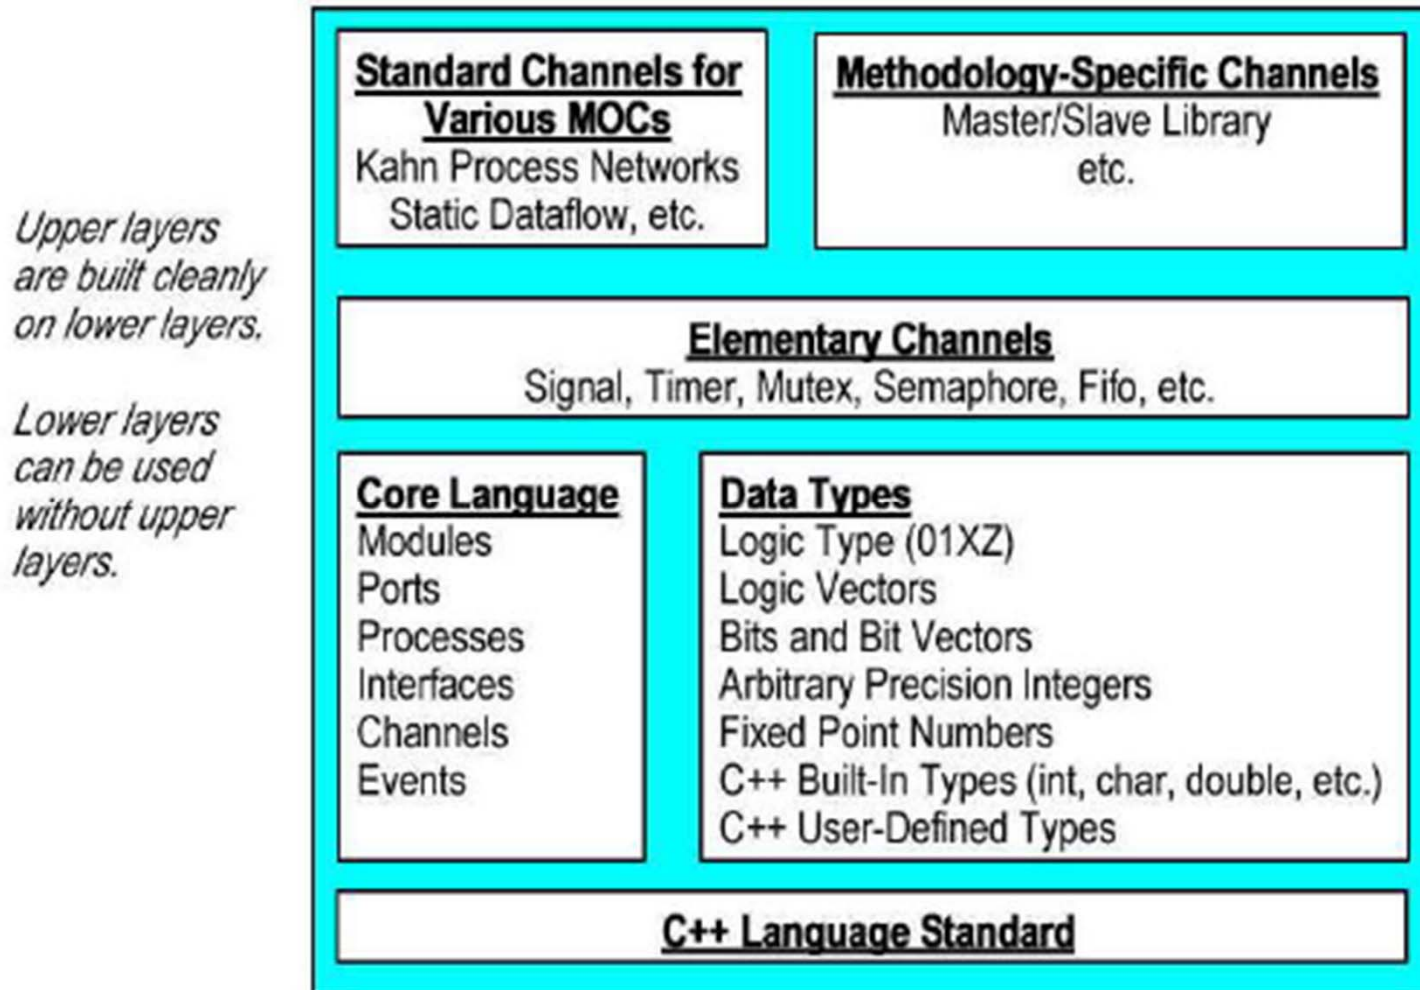 Upper layers
are built cleanly
on lower layers.
Lower layers
can be used
without upper
layers.
Standard Channels for
Various MOCs
Kahn Process Networks
Static Dataflow, etc.
Methodology-Specific Channels
Master/Slave Library
etc.
Elementary Channels
Signal, Timer, Mutex, Semaphore, Fifo, etc.
Core Language
Modules
Ports
Processes
Interfaces
Channels
Events
Data Types
Logic Type (01XZ)
Logic Vectors
Bits and Bit Vectors
Arbitrary Precision Integers
Fixed Point Numbers
C++ Built-In Types (int, char, double, etc.)
C++ User-Defined Types
C++ Language Standard